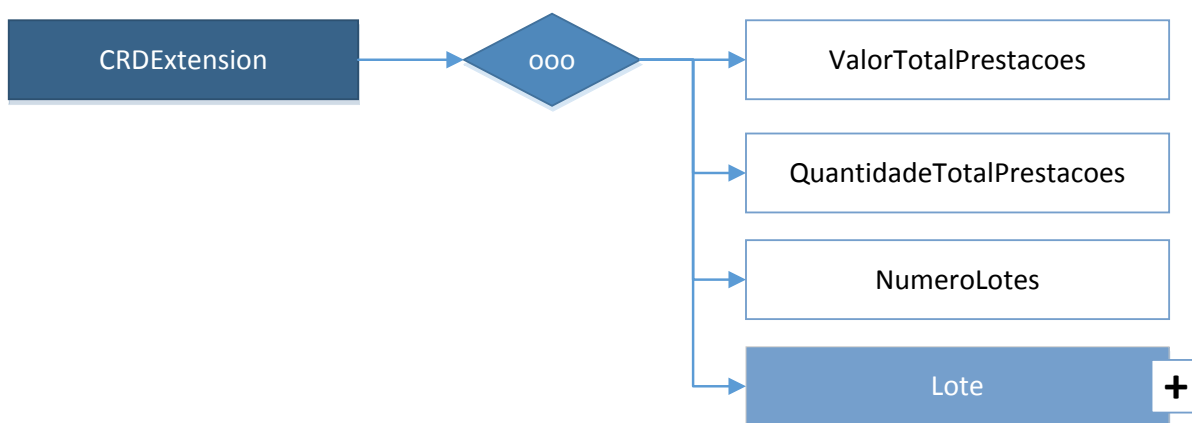 CRDExtension
ooo
ValorTotalPrestacoes
QuantidadeTotalPrestacoes
NumeroLotes
Lote
+